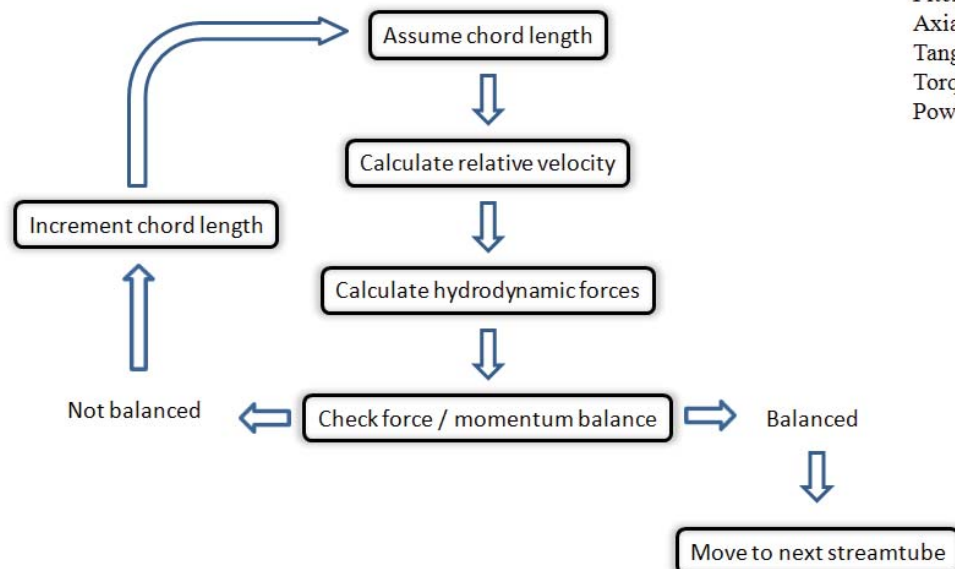 Assume chord length
Calculate relative velocity
Increment chord length
Calculate hydrodynamic forces
Not balanced
Check force / momentum balance
Balanced
Move to next streamtube